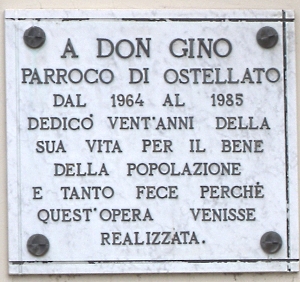 A DON GINO
PARROCO DI OSTELLATO
DAL 1964 AL 1985
DEDICO' VENT'ANNI DELLA
SUA VITA PER IL BENE
DELLA POPOLAZIONE
E TANTO FECE PERCHÈ
QUEST'OPERA VENISSE
REALIZZATA.